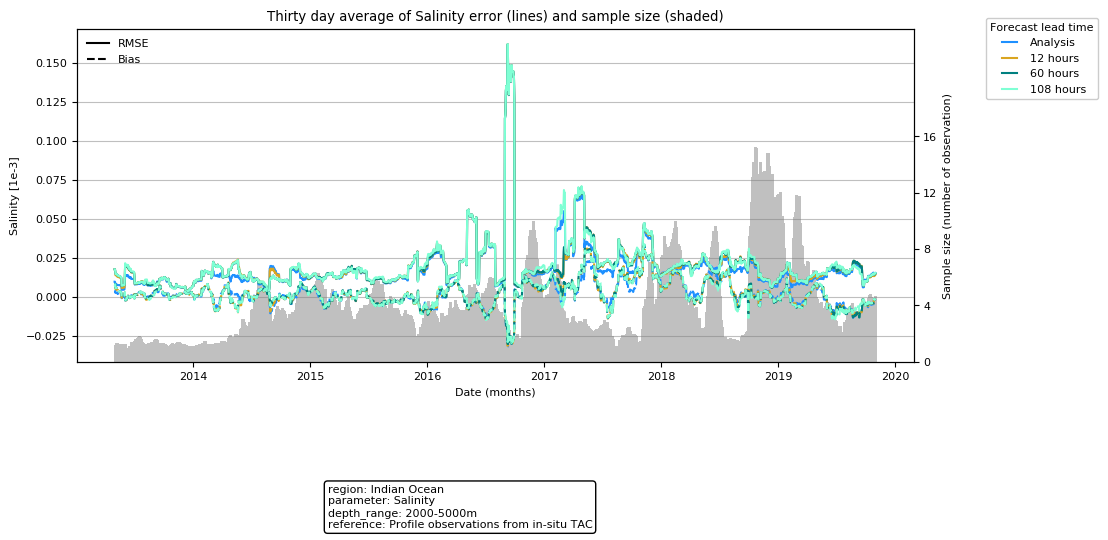 Thirty day average of Salinity error (lines) and sample size (shaded)
RMSE
Bias
Forecast lead time
Analysis
12 hours
60 hours
108 hours
Salinity [1e-3]
0.150
0.125
0.100
0.075
0.050
0.025
0.000
−0.025
Sample size (number of observation)
16
12
8
4
0
2014
2015
2016
2017
2018
2019
2020
Date (months)
region: Indian Ocean
parameter: Salinity
depth_range: 2000-5000m
reference: Profile observations from in-situ TAC